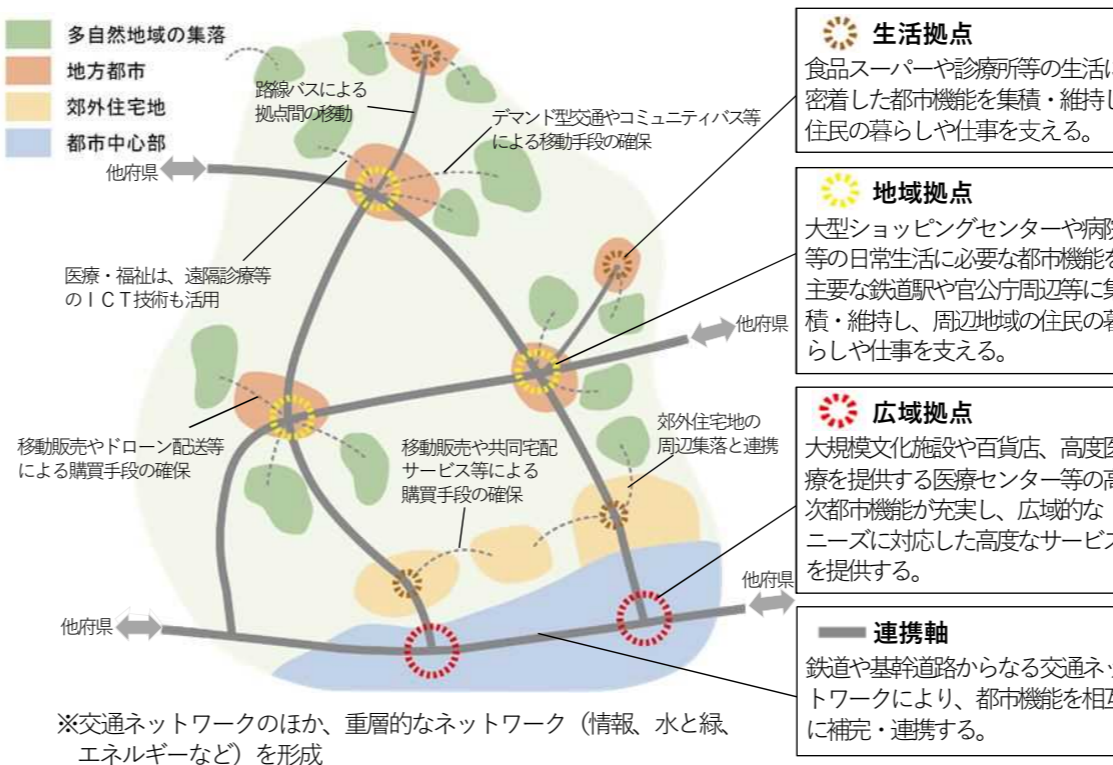 多自然地域の集落
地方都市
郊外住宅地
都市中心部
路線バスによる
拠点間の移動
デマンド型交通やコミュニティバス等
による移動手段の確保
他府県
医療・福祉は、遠隔診療等
のＩＣＴ技術も活用
他府県
移動販売やドローン配送等
による購買手段の確保
移動販売や共同宅配
サービス等による
購買手段の確保
郊外住宅地の
周辺集落と連携
他府県
他府県
※交通ネットワークのほか、重層的なネットワーク（情報、水と緑、
エネルギーなど）を形成
生活拠点
食品スーパーや診療所等の生活に
密着した都市機能を集積・維持し
住民の暮らしや仕事を支える。
地域拠点
大型ショッピングセンターや病院
等の日常生活に必要な都市機能を
主要な鉄道駅や官公庁周辺等に集
積・維持し、周辺地域の住民の暮
らしや仕事を支える。
広域拠点
大規模文化施設や百貨店、高度医
療を提供する医療センター等の高
次都市機能が充実し、広域的な
ニーズに対応した高度なサービス
を提供する。
連携軸
鉄道や基幹道路からなる交通ネッ
トワークにより、都市機能を相互
に補完・連携する。